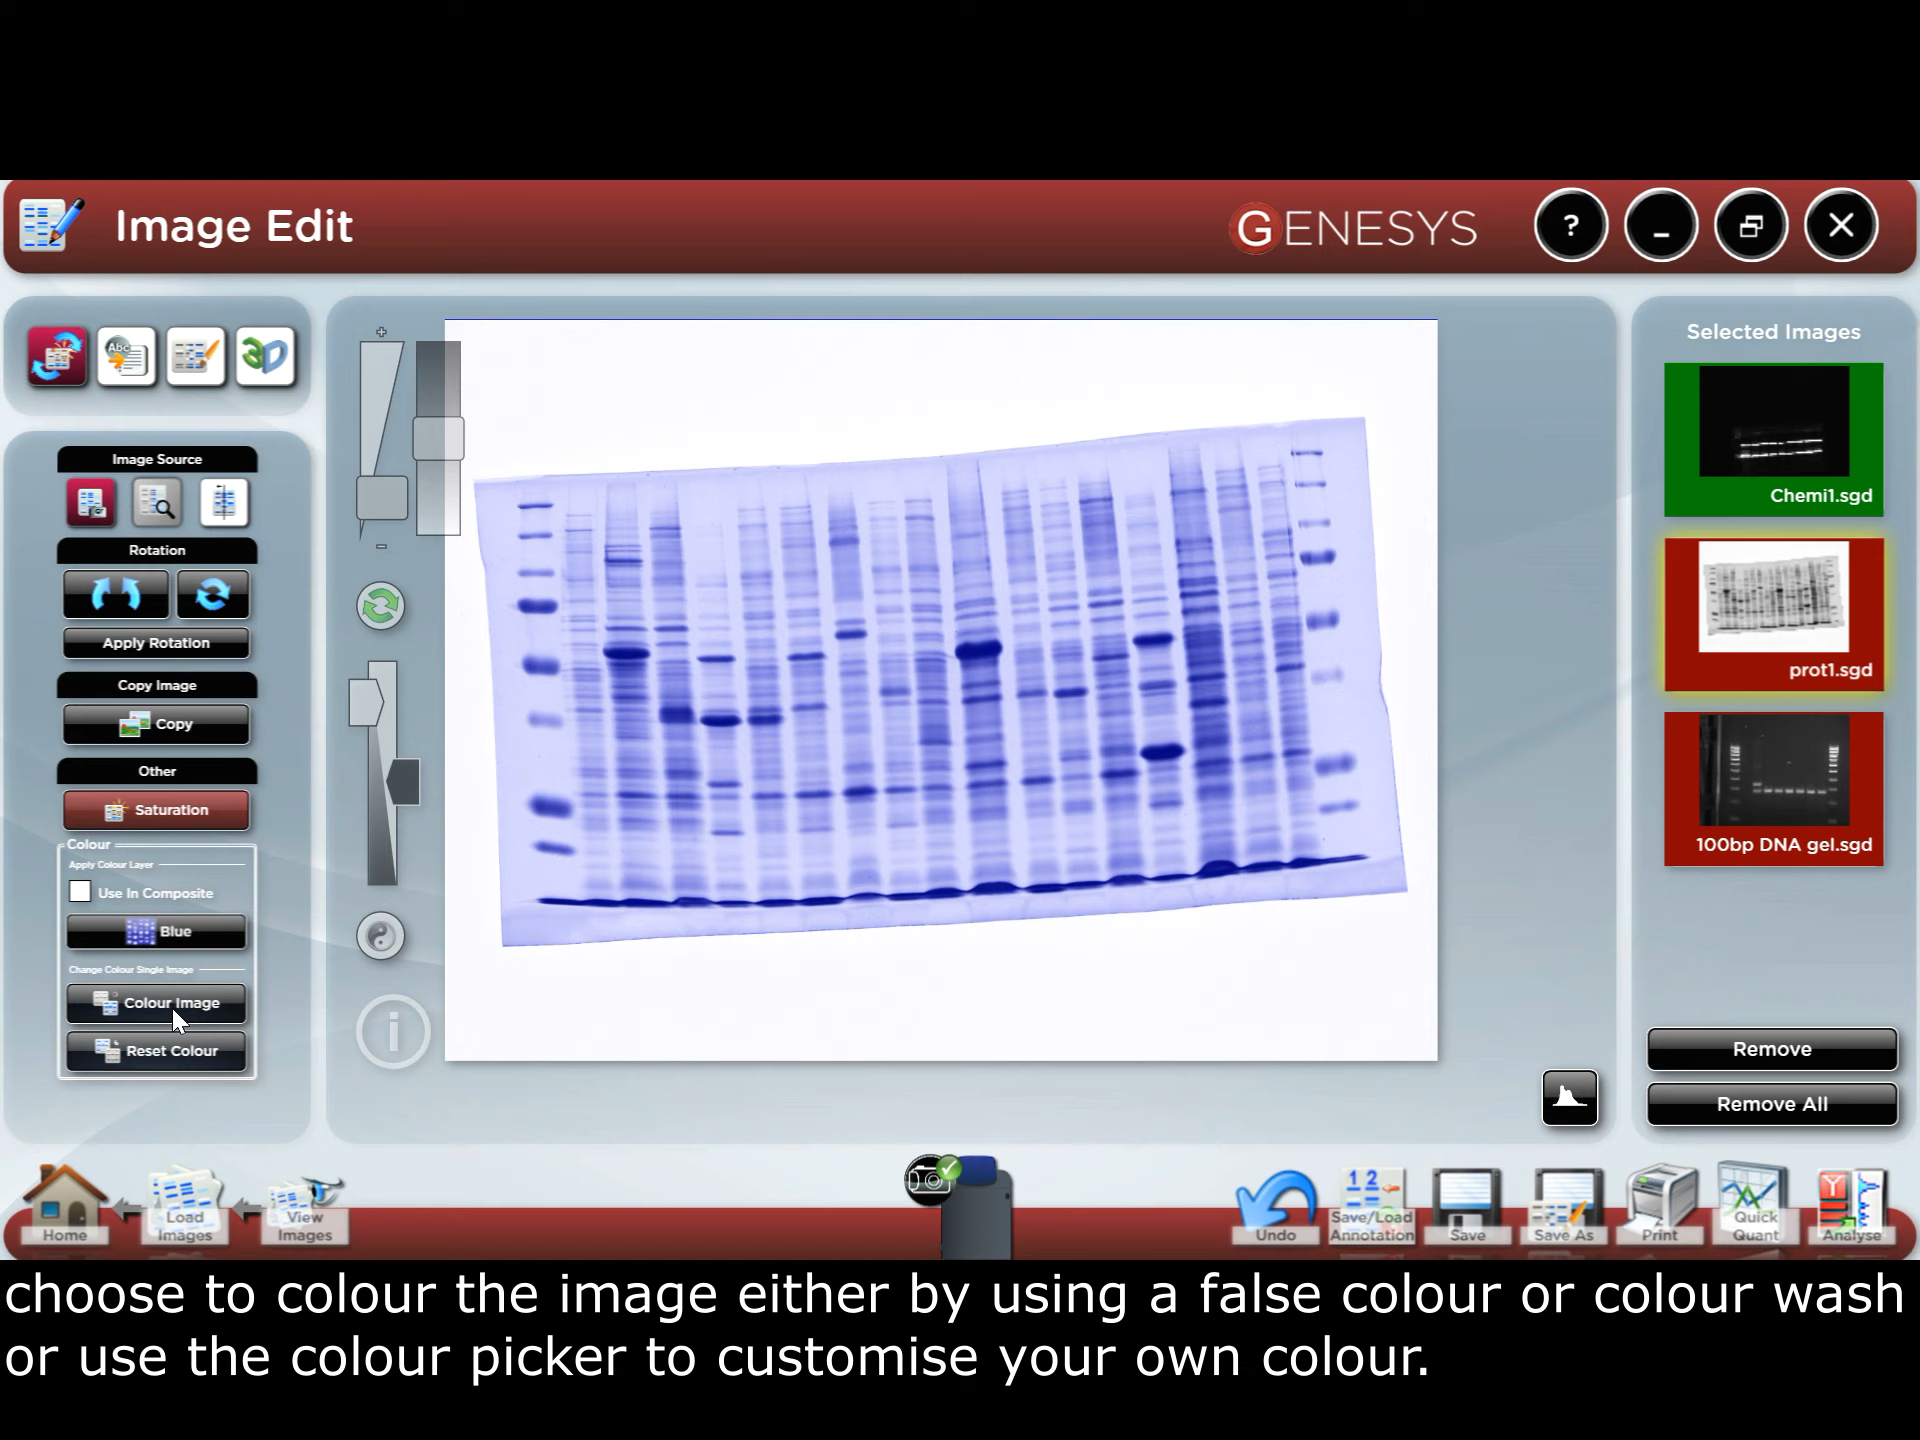 Image Edit
GENESYS
?
Abc
3D
Image Source
Rotation
Apply Rotation
Copy Image
Copy
Other
Saturation
Colour
Apply Colour Layer
Use In Composite
Blue
Change Colour Single Image
Colour Image
Reset Colour
+
-
i
Selected Images
Chemi1.sgd
prot1.sgd
100bp DNA gel.sgd
Remove
Remove All
Home
Load Images
View Images
Undo
1 2
Save/Load Annotation
Save
Save As
Print
Quick Quant
Y
Analyse
choose to colour the image either by using a false colour or colour wash
or use the colour picker to customise your own colour.